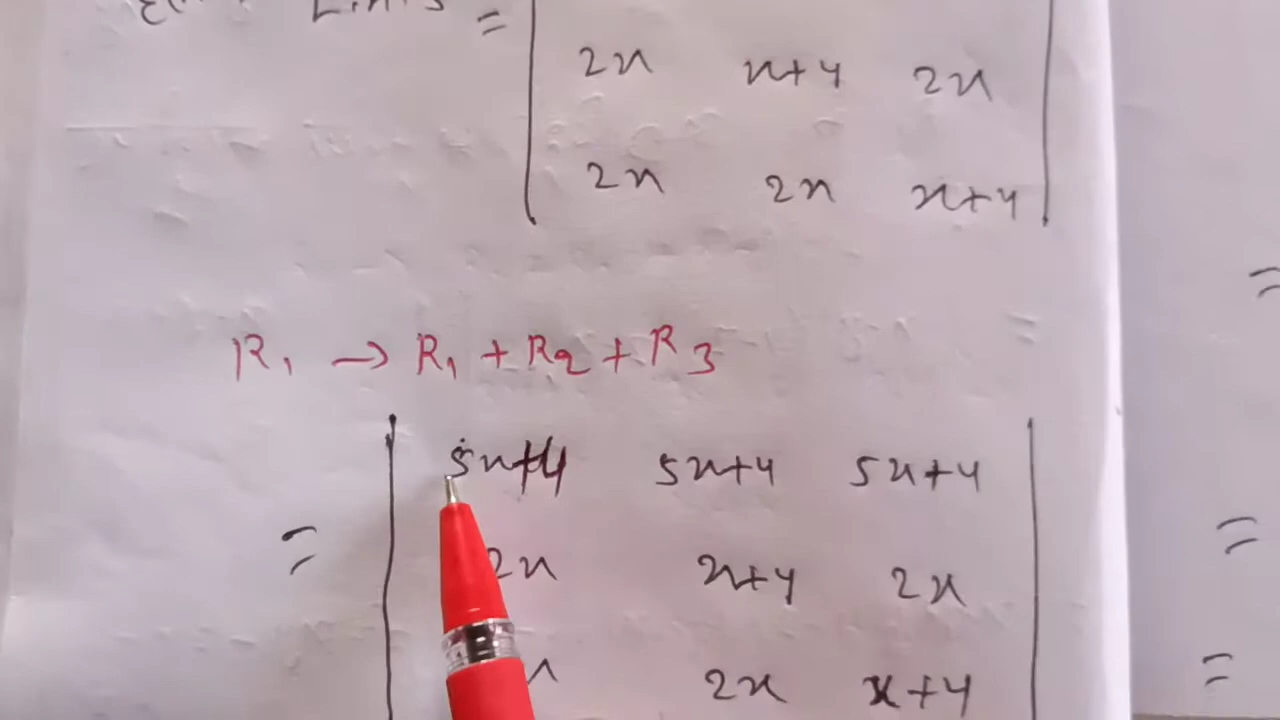 =
2x x+4 2x
2x 2x x+4
R₁ → R₁ + R2 + R3
5x+4 5x+4 5x+4
= 2x x+4 2x
x 2x x+4
=
=
=